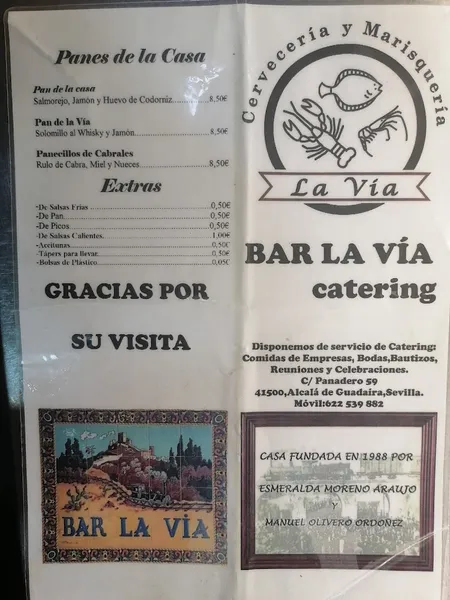 Panes de la Casa
Pan de la casa
Salmorejo, Jamón y Huevo de Codorniz...............8,50€
Pan de la Vía
Solomillo al Whisky y Jamón...............8,50€
Panecillos de Cabrales
Rulo de Cabra, Miel y Nueces...............8,50€
Extras
-De Salsas Frías...............0,50€
-De Pan...............0,50€
-De Picos...............0,50€
-De Salsas Calientes...............1,00€
-Aceitunas...............0,50€
-Tápers para llevar...............0,50€
-Bolsas de Plástico...............0,05€
GRACIAS POR
SU VISITA
BAR LA VÍA
Cervecería y Marisquería
La Vía
BAR LA VÍA
catering
Disponemos de servicio de Catering:
Comidas de Empresas, Bodas,Bautizos,
Reuniones y Celebraciones.
C/ Panadero 59
41500,Alcalá de Guadaíra,Sevilla.
Móvil:622 539 882
CASA FUNDADA EN 1988 POR
ESMERALDA MORENO ARAUJO
Y
MANUEL OLIVERO ORDOÑEZ